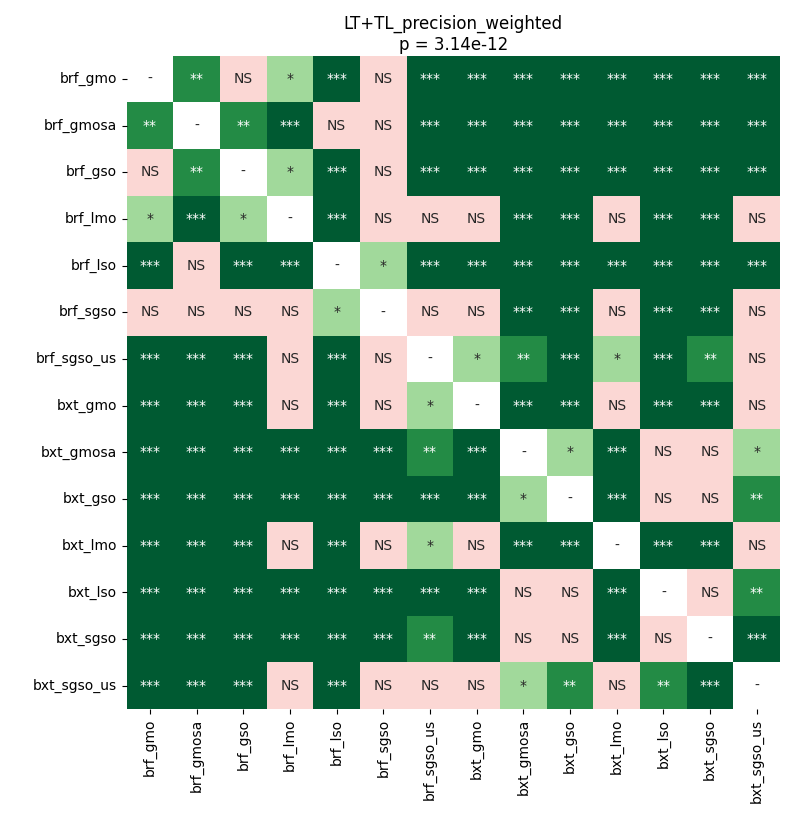 LT+TL_precision_weighted
p = 3.14e-12
brf_gmo - ** NS * *** NS *** *** *** *** *** *** *** ***
brf_gmosa ** - ** *** NS NS *** *** *** *** *** *** *** ***
brf_gso NS ** - * *** NS *** *** *** *** *** *** *** ***
brf_lmo * *** * - *** NS NS NS *** *** NS *** *** NS
brf_lso *** NS *** *** - * *** *** *** *** *** *** *** ***
brf_sgso NS NS NS NS * - NS NS *** *** NS *** *** NS
brf_sgso_us *** *** *** NS *** NS - * ** *** * *** ** NS
bxt_gmo *** *** *** NS *** NS * - *** *** NS *** *** NS
bxt_gmosa *** *** *** *** *** *** ** *** - * *** NS NS *
bxt_gso *** *** *** *** *** *** *** *** * - *** NS NS **
bxt_lmo *** *** *** NS *** NS * NS *** *** - *** *** NS
bxt_lso *** *** *** *** *** *** *** *** NS NS *** - NS **
bxt_sgso *** *** *** *** *** *** ** *** NS NS *** NS - ***
bxt_sgso_us *** *** *** NS *** NS NS NS * ** NS ** *** -
brf_gmo brf_gmosa brf_gso brf_lmo brf_lso brf_sgso brf_sgso_us bxt_gmo bxt_gmosa bxt_gso bxt_lmo bxt_lso bxt_sgso bxt_sgso_us